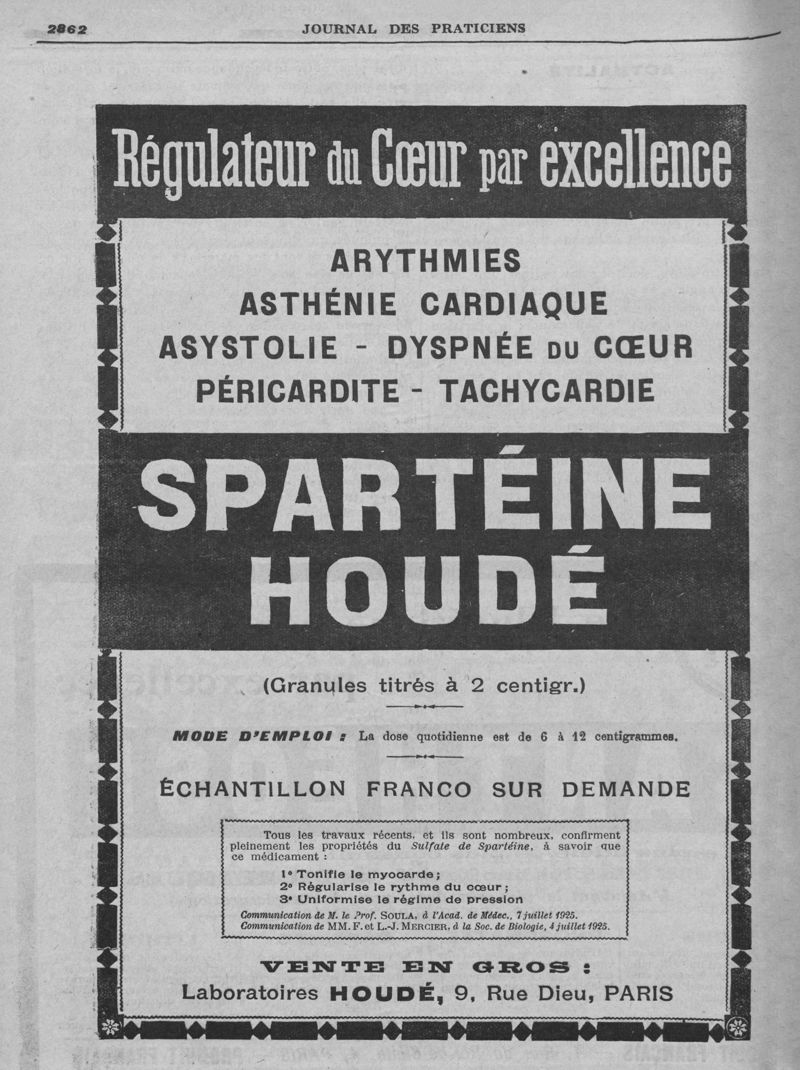 2862
JOURNAL DES PRATICIENS
Régulateur du Cœur par excellence
ARYTHMIES
ASTHÉNIE CARDIAQUE
ASYSTOLIE - DYSPNÉE DU CŒUR
PÉRICARDITE - TACHYCARDIE
SPARTÉINE
HOUDÉ
(Granules titrés à 2 centigr.)
MODE D'EMPLOI : La dose quotidienne est de 6 à 12 centigrammes.
ÉCHANTILLON FRANCO SUR DEMANDE
Tous les travaux récents, et ils sont nombreux, confirment
pleinement les propriétés du Sulfate de Spartéine, à savoir que
ce médicament :
1° Tonifie le myocarde ;
2° Régularise le rythme du cœur ;
3° Uniformise le régime de pression
Communication de M. le Prof. SOULA, à l'Acad. de Médec., 7 juillet 1925.
Communication de MM. F. et L.-J. MERCIER, à la Soc. de Biologie, 4 juillet 1925.
VENTE EN GROS :
Laboratoires HOUDÉ, 9, Rue Dieu, PARIS